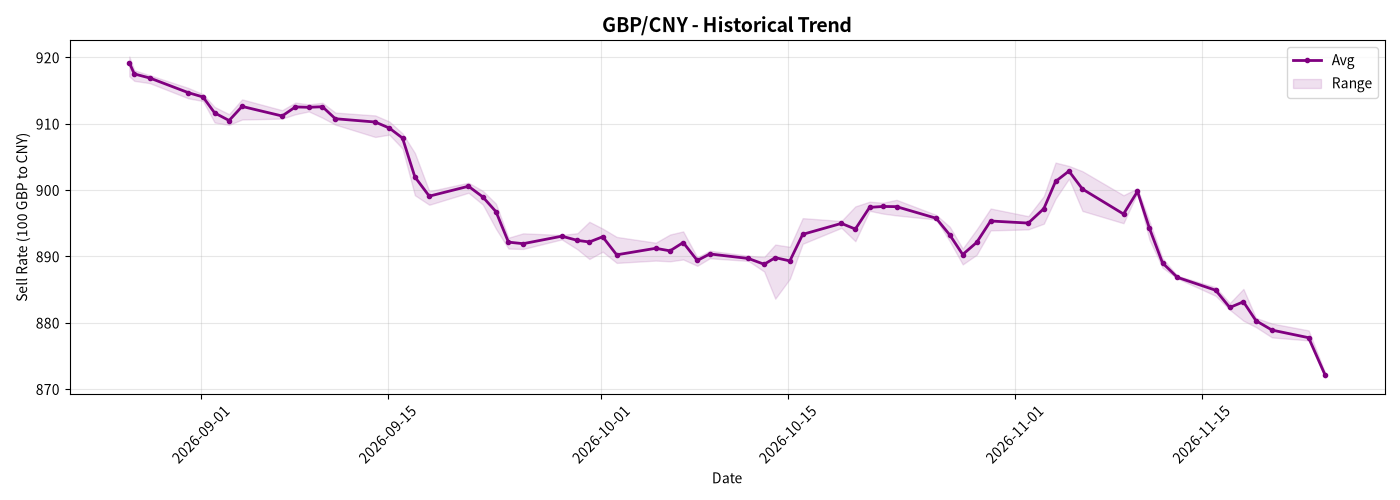 GBP/CNY - Historical Trend
Avg
Range
Sell Rate (100 GBP to CNY)
920
910
900
890
880
870
2026-09-01
2026-09-15
2026-10-01
2026-10-15
2026-11-01
2026-11-15
Date